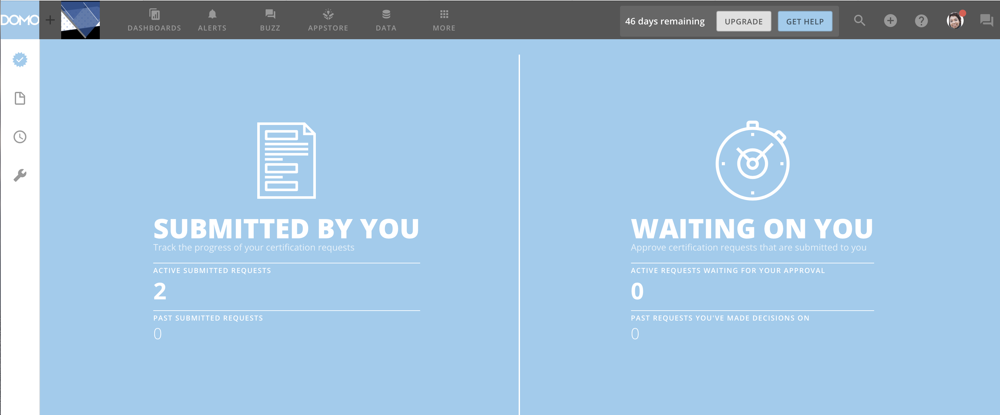 DOMO
DASHBOARDS
ALERTS
BUZZ
APPSTORE
DATA
MORE
46 days remaining
UPGRADE
GET HELP
SUBMITTED BY YOU
Track the progress of your certification requests
ACTIVE SUBMITTED REQUESTS
2
PAST SUBMITTED REQUESTS
0
WAITING ON YOU
Approve certification requests that are submitted to you
ACTIVE REQUESTS WAITING FOR YOUR APPROVAL
0
PAST REQUESTS YOU'VE MADE DECISIONS ON
0